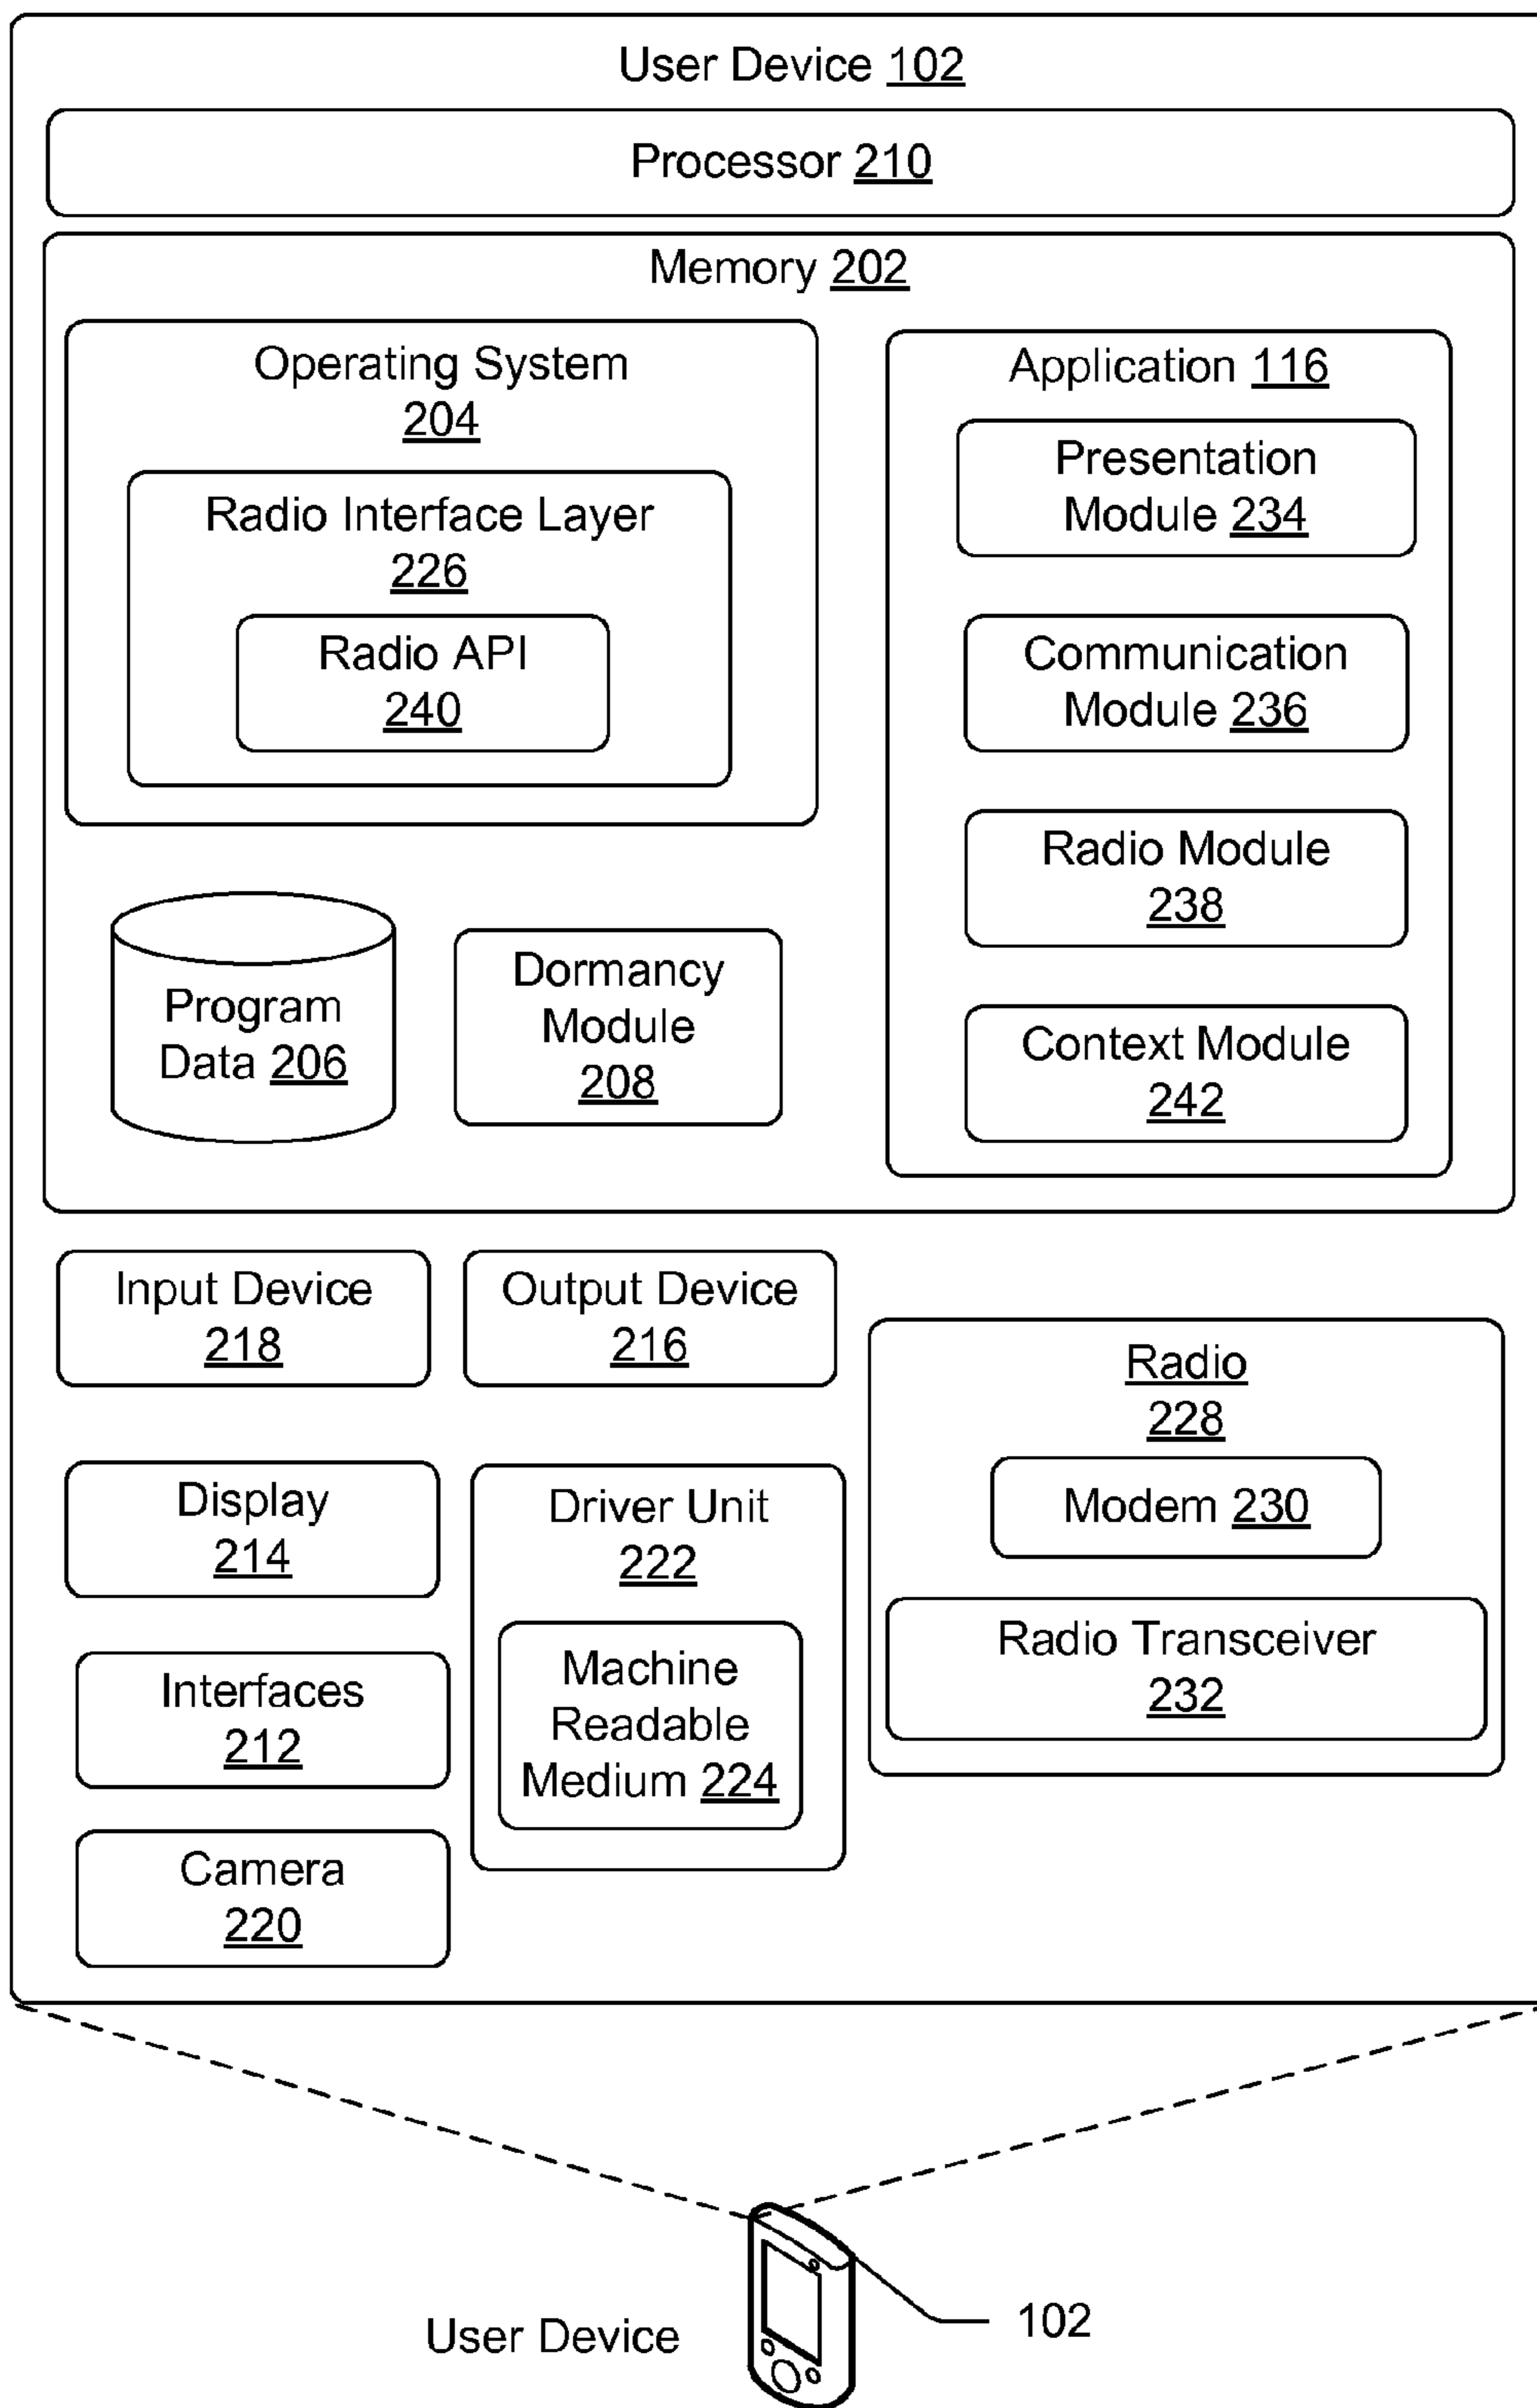 User Device 102
Processor 210
Memory 202
Operating System
204
Radio Interface Layer
226
Radio API
240
Program
Data 206
Dormancy
Module
208
Application 116
Presentation
Module 234
Communication
Module 236
Radio Module
238
Context Module
242
Input Device
218
Output Device
216
Display
214
Interfaces
212
Camera
220
Driver Unit
222
Machine
Readable
Medium 224
Radio
228
Modem 230
Radio Transceiver
232
User Device
102